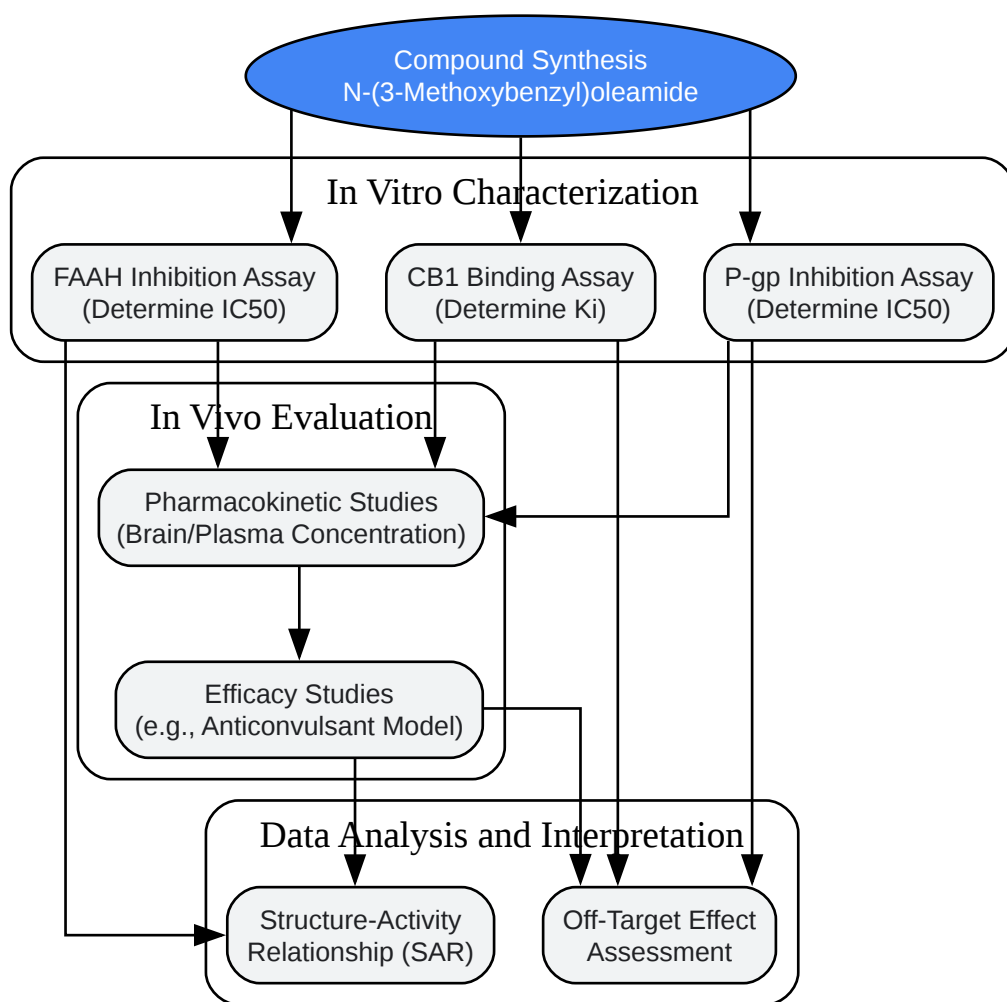 Compound Synthesis
N-(3-Methoxybenzyl)oleamide
In Vitro Characterization
FAAH Inhibition Assay
(Determine IC50)
CB1 Binding Assay
(Determine Ki)
P-gp Inhibition Assay
(Determine IC50)
In Vivo Evaluation
Pharmacokinetic Studies
(Brain/Plasma Concentration)
Efficacy Studies
(e.g., Anticonvulsant Model)
Data Analysis and Interpretation
Structure-Activity
Relationship (SAR)
Off-Target Effect
Assessment